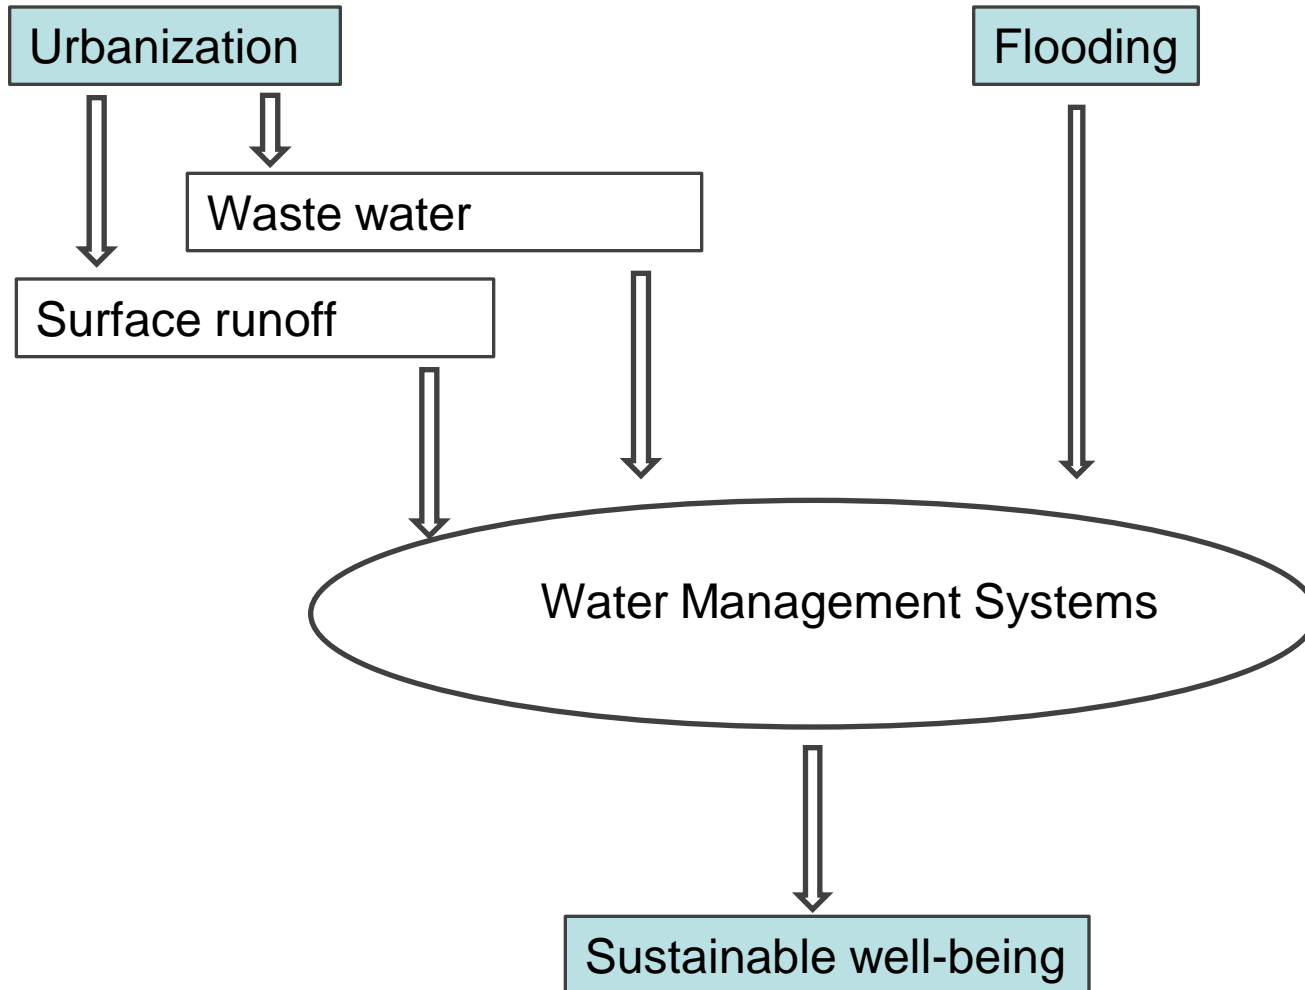 Urbanization
Flooding
Waste water
Surface runoff
Water Management Systems
Sustainable well-being